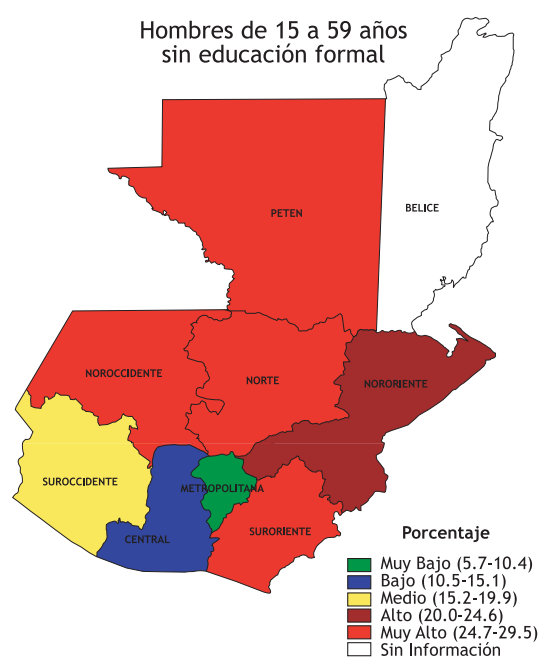 Hombres de 15 a 59 años
sin educación formal
PETEN
BELICE
NOROCCIDENTE
NORTE
NORORIENTE
SUROCCIDENTE
METROPOLITANA
CENTRAL
SURORIENTE
Porcentaje
Muy Bajo (5.7-10.4)
Bajo (10.5-15.1)
Medio (15.2-19.9)
Alto (20.0-24.6)
Muy Alto (24.7-29.5)
Sin Información